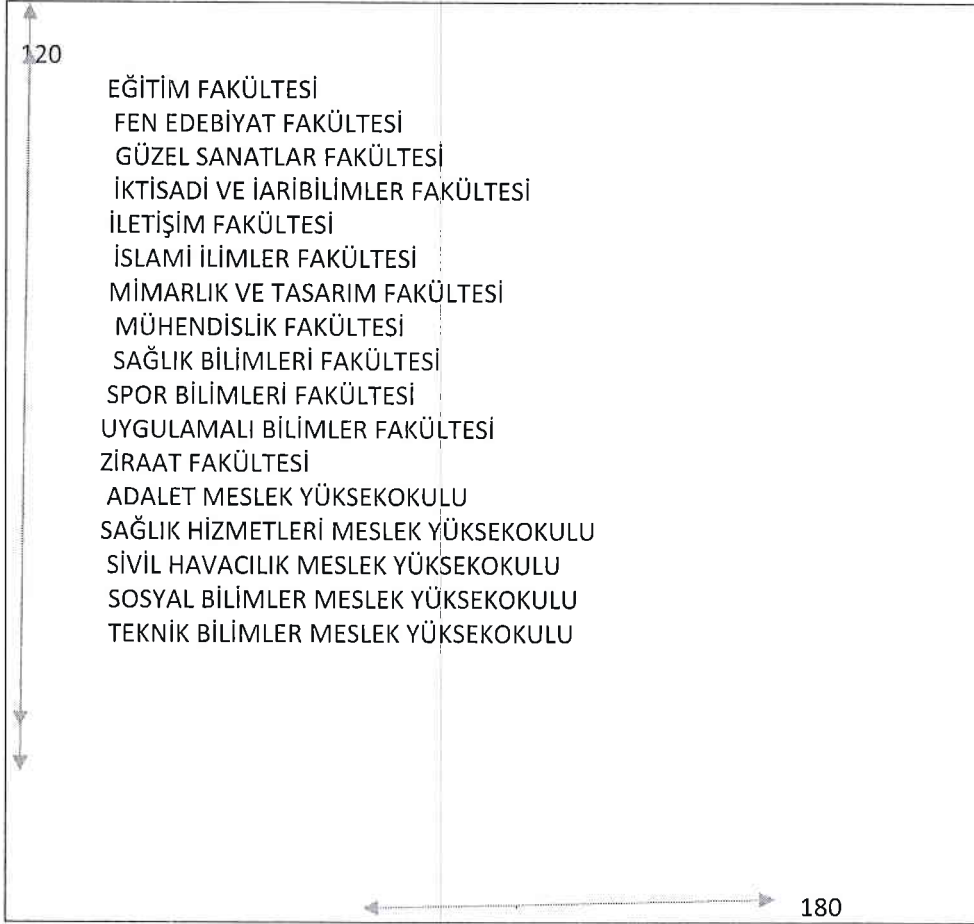 120
EĞİTİM FAKÜLTESİ
FEN EDEBİYAT FAKÜLTESİ
GÜZEL SANATLAR FAKÜLTESİ
İKTİSADİ VE İARİBİLİMLER FAKÜLTESİ
İLETİŞİM FAKÜLTESİ
İSLAMİ İLİMLER FAKÜLTESİ
MİMARLIK VE TASARIM FAKÜLTESİ
MÜHENDİSLİK FAKÜLTESİ
SAĞLIK BİLİMLERİ FAKÜLTESİ
SPOR BİLİMLERİ FAKÜLTESİ
UYGULAMALI BİLİMLER FAKÜLTESİ
ZİRAAT FAKÜLTESİ
ADALET MESLEK YÜKSEKOKULU
SAĞLIK HİZMETLERİ MESLEK YÜKSEKOKULU
SİVİL HAVACILIK MESLEK YÜKSEKOKULU
SOSYAL BİLİMLER MESLEK YÜKSEKOKULU
TEKNİK BİLİMLER MESLEK YÜKSEKOKULU
180